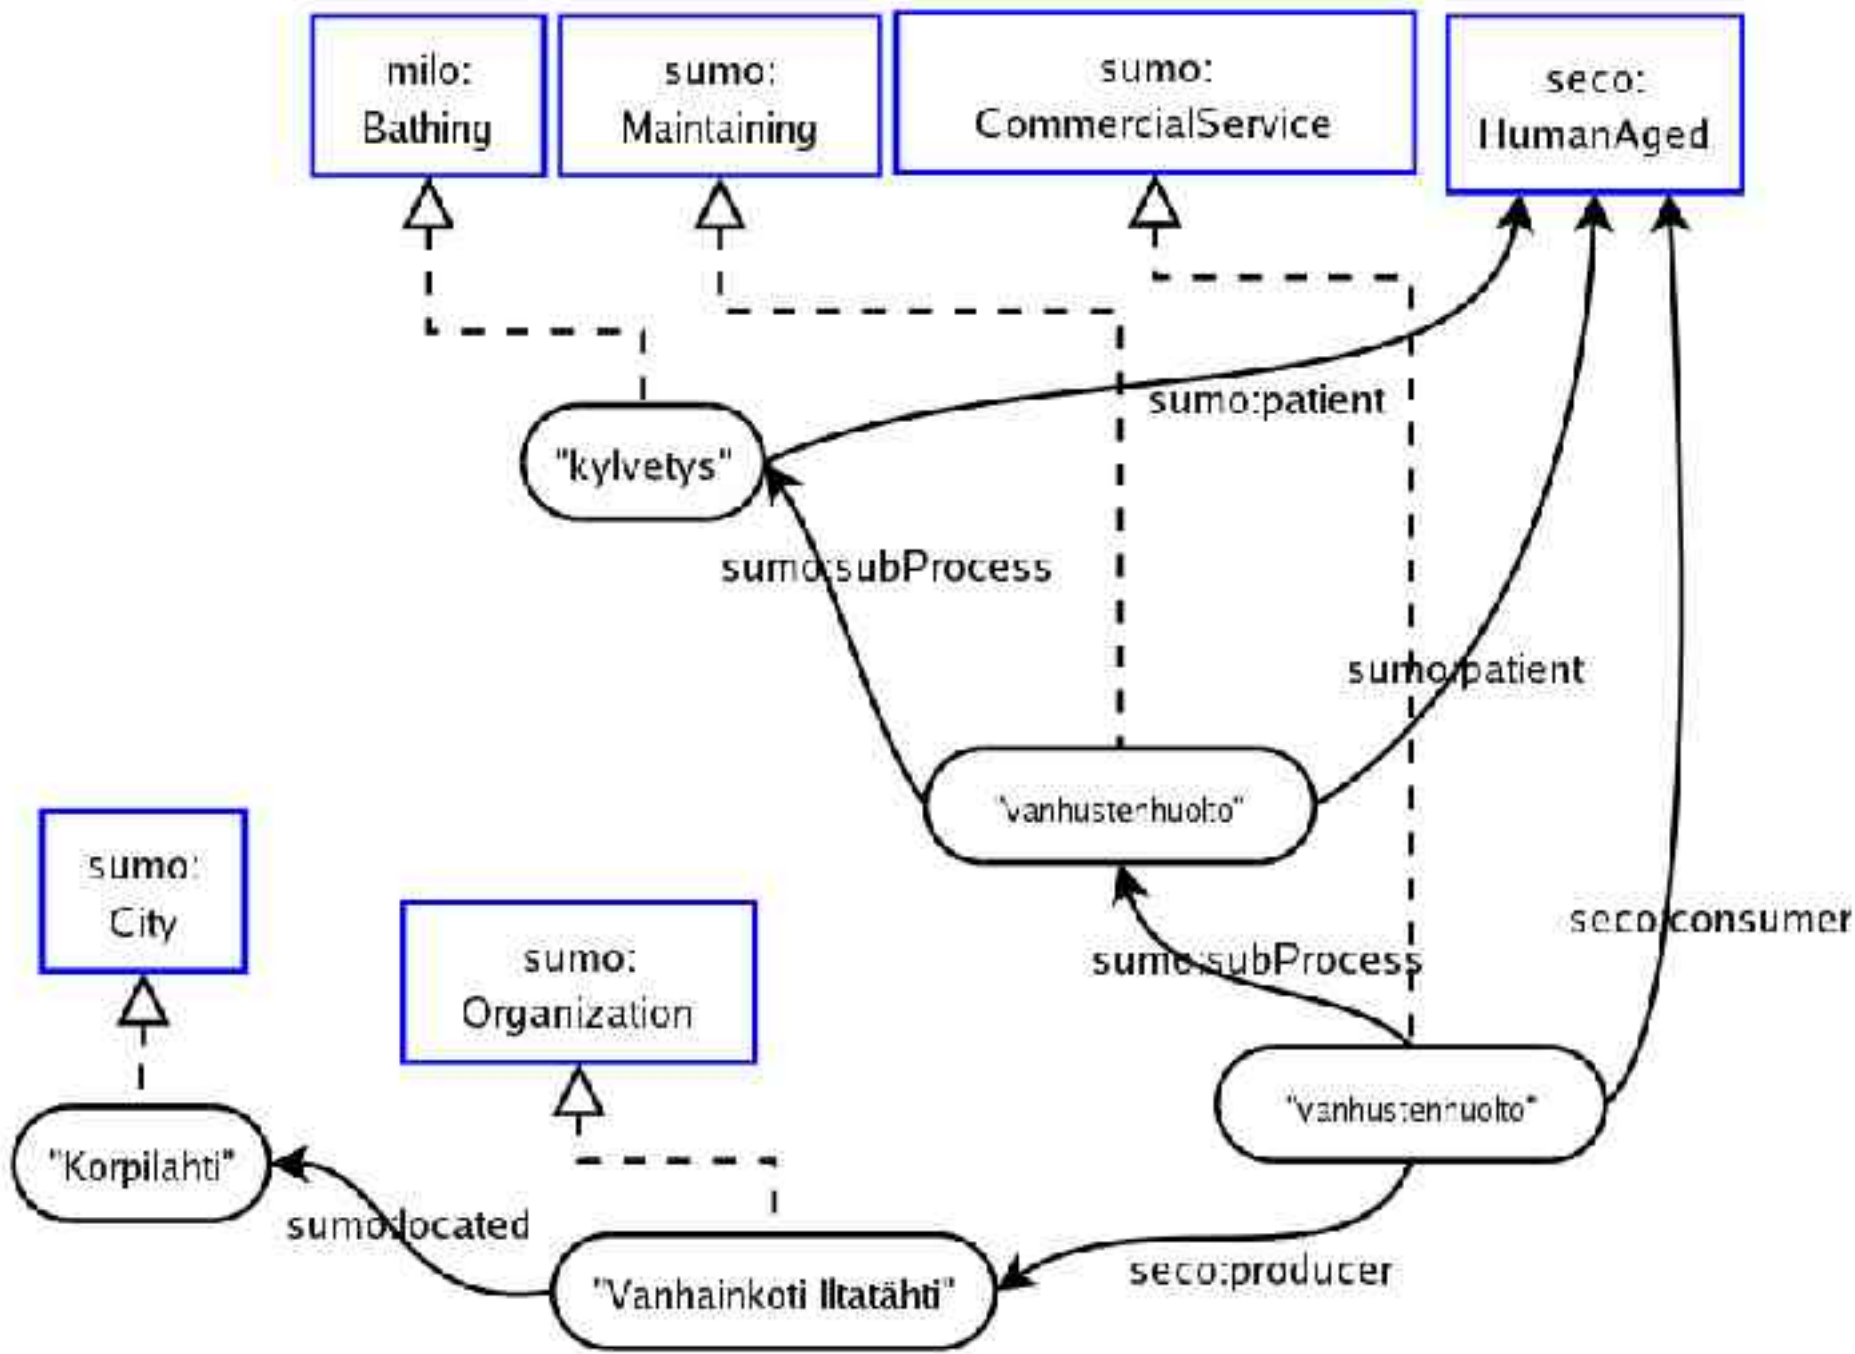 milo:
Bathing
sumo:
Maintaining
sumo:
CommercialService
seco:
HumanAged
sumo:patient
"kylvetys"
sumo:subProcess
sumo:patient
"vanhustenhuolto"
sumo:
City
seco:consumer
sumo:
Organization
sumo:subProcess
"vanhustenhuolto"
"Korpilahti"
sumo:located
"Vanhainkoti Iltatähti"
seco:producer